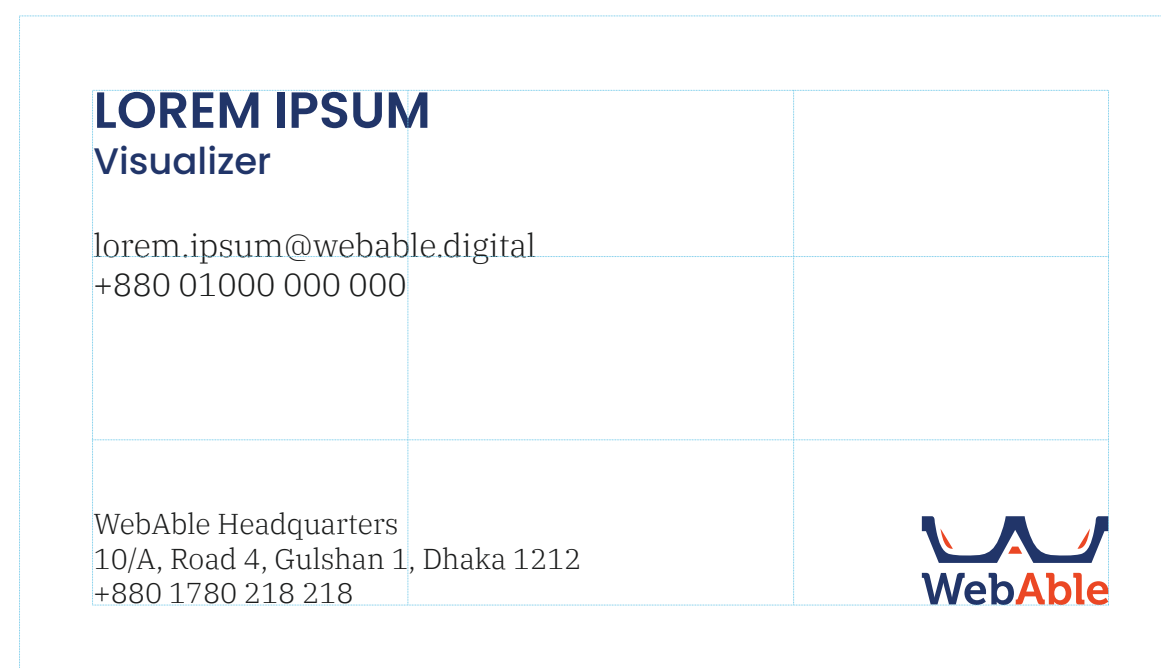 LOREM IPSUM
Visualizer
lorem.ipsum@webable.digital
+880 01000 000 000
WebAble Headquarters
10/A, Road 4, Gulshan 1, Dhaka 1212
+880 1780 218 218
WebAble